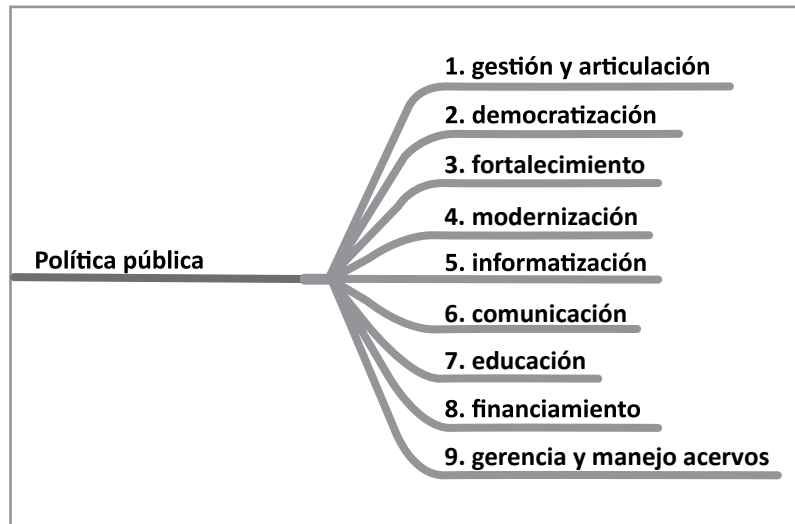 1. gestión y articulación
2. democratización
3. fortalecimiento
4. modernización
Política pública
5. informatización
6. comunicación
7. educación
8. financiamiento
9. gerencia y manejo acervos